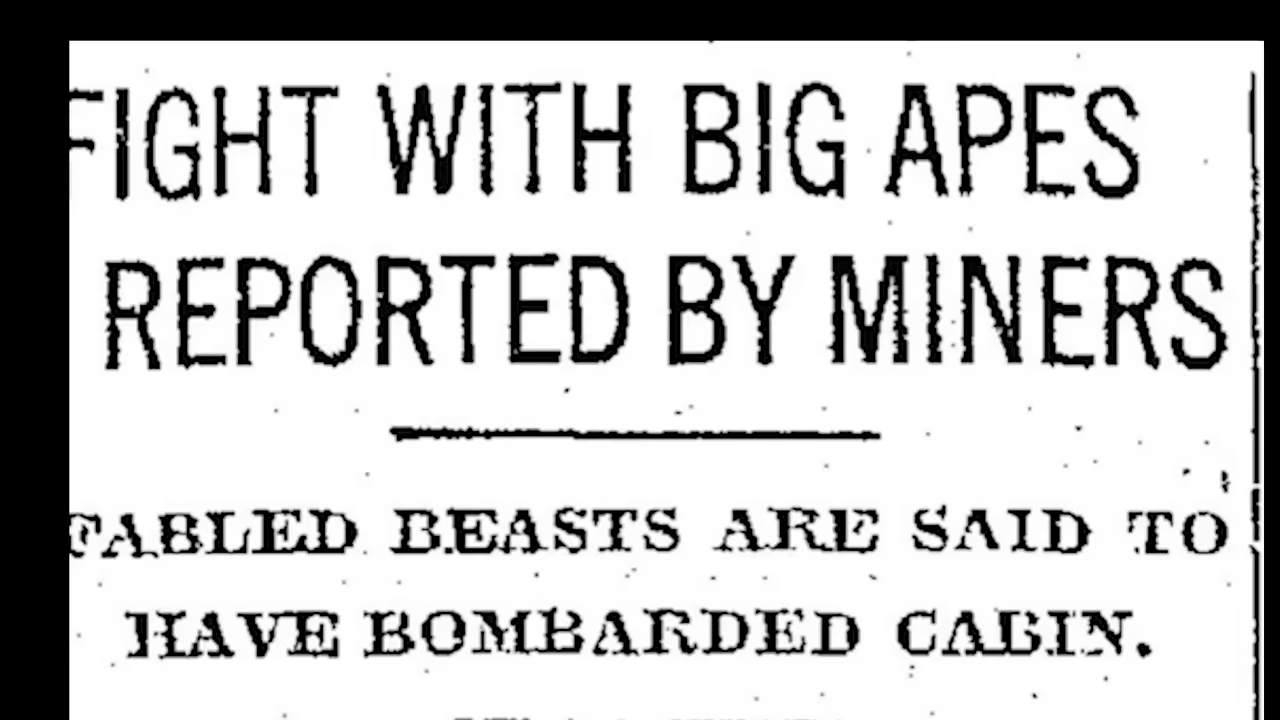 FIGHT WITH BIG APES
REPORTED BY MINERS
FABLED BEASTS ARE SAID TO
HAVE BOMBARDED CABIN.